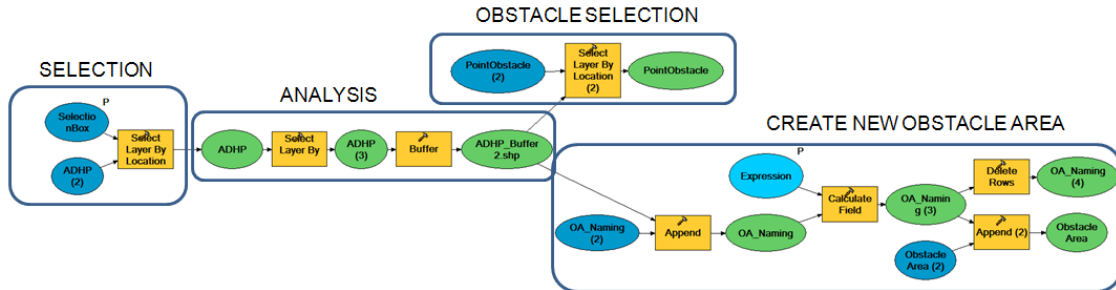 OBSTACLE SELECTION
PointObstacle
(2)
Select
Layer By
Location
(2)
PointObstacle
SELECTION
P
Selectio
nBox
ADHP
(2)
Select
Layer By
Location
ANALYSIS
ADHP
Select
Layer By
ADHP
(3)
Buffer
ADHP_Buffer
2.shp
CREATE NEW OBSTACLE AREA
P
Expression
OA_Naming
(2)
Append
OA_Naming
Calculate
Field
OA_Namin
g (3)
Delete
Rows
OA_Naming
(4)
Append (2)
Obstacle
Area
Obstacle
Area (2)